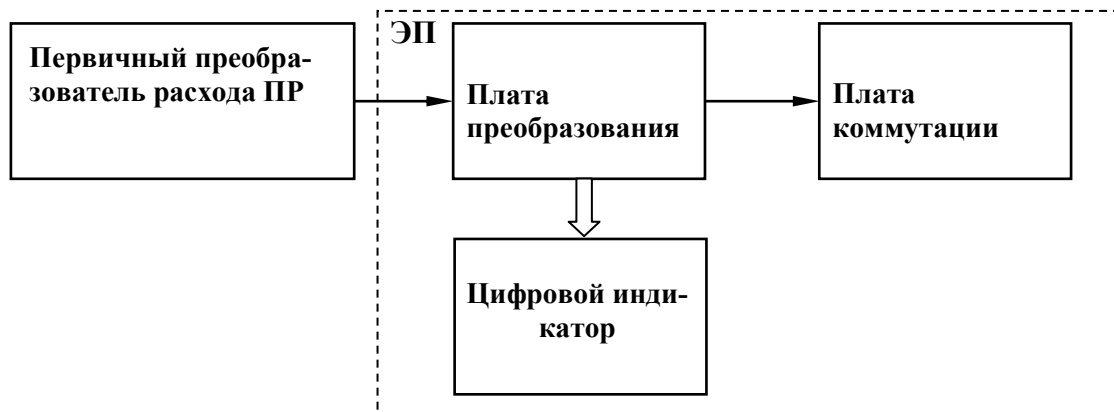 ЭП
Первичный преобра-
зователь расхода ПР
Плата
преобразования
Плата
коммутации
Цифровой инди-
катор